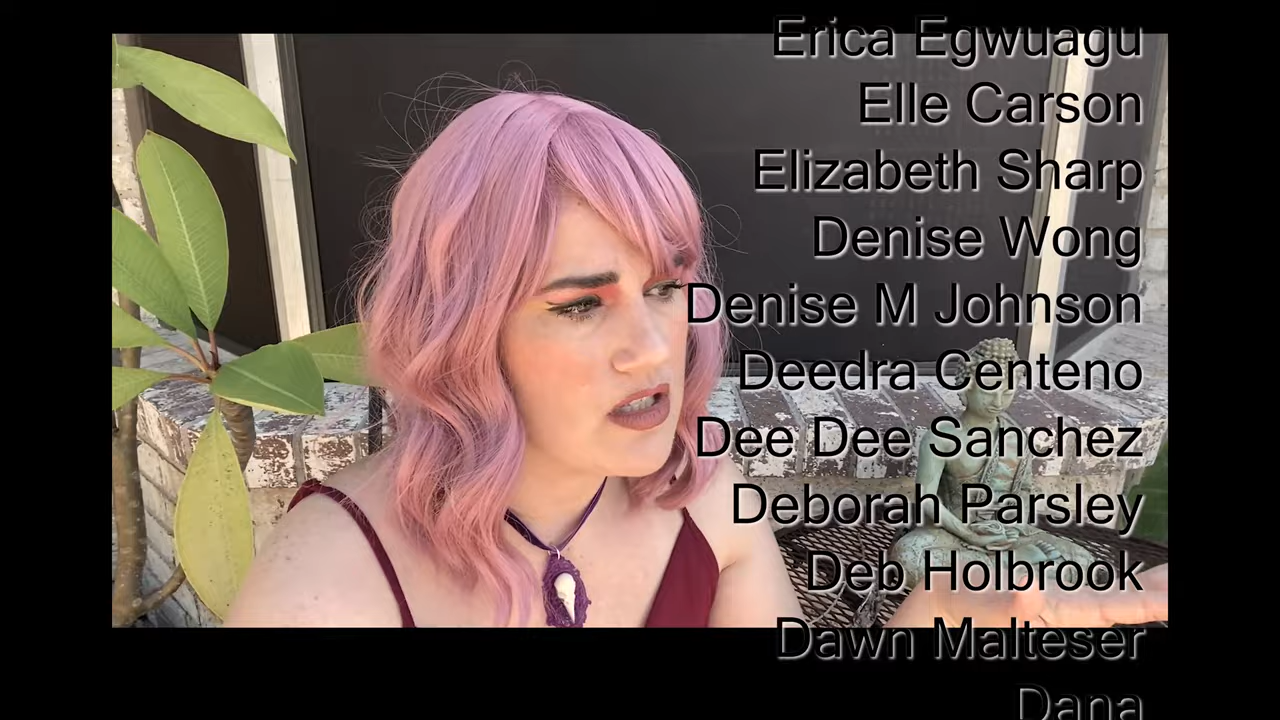 Erica Egwuagu
Elle Carson
Elizabeth Sharp
Denise Wong
Denise M Johnson
Deedra Centeno
Dee Dee Sanchez
Deborah Parsley
Deb Holbrook
Dawn Malteser
Dana